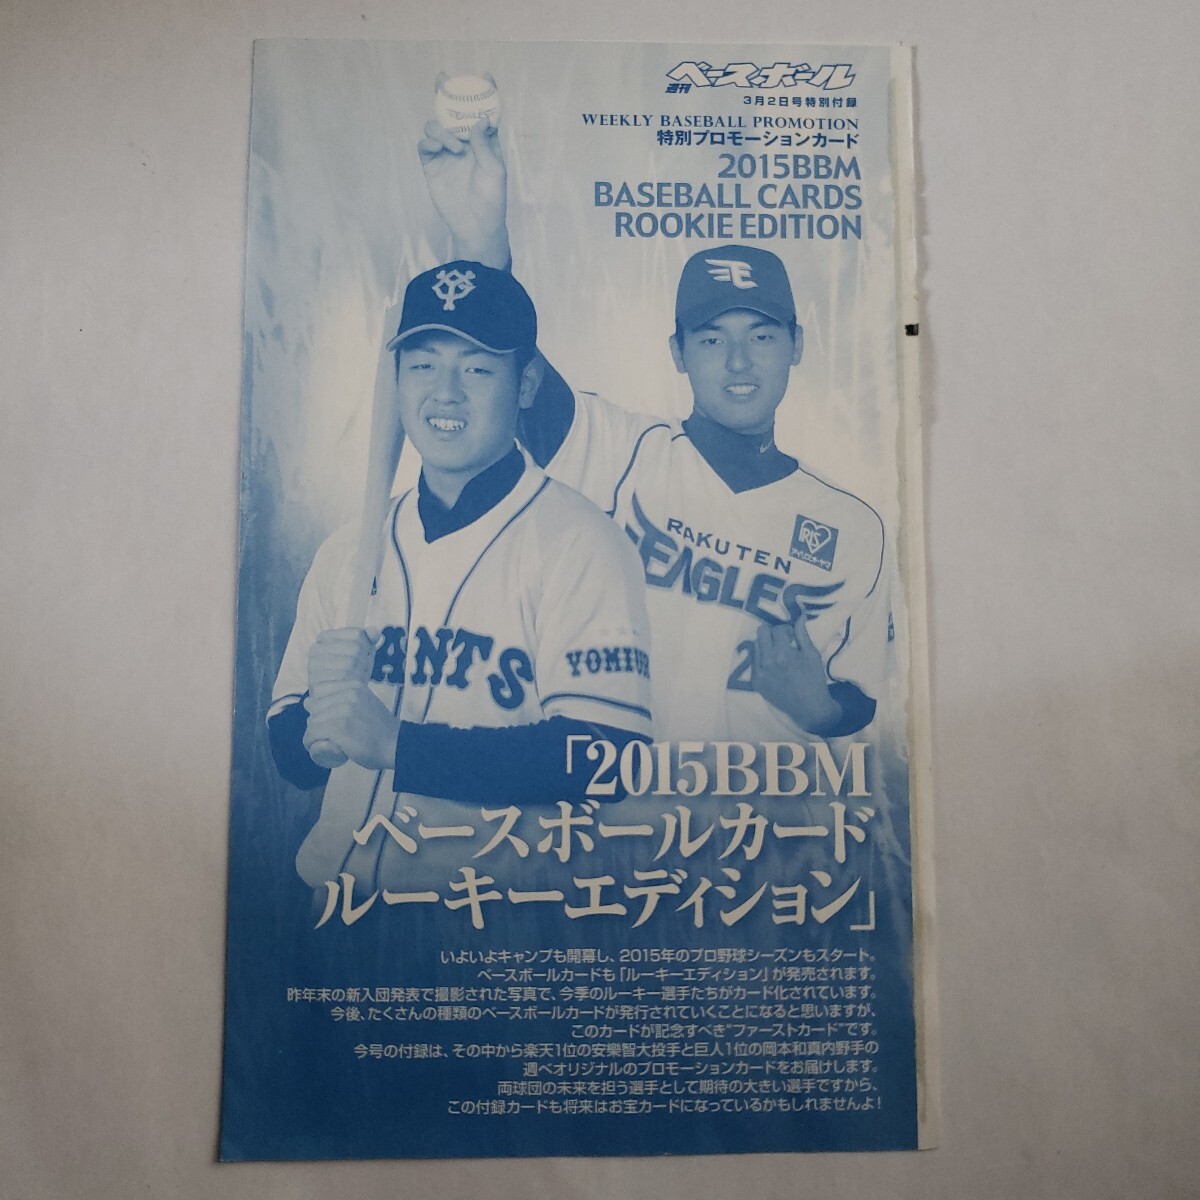 週刊ベースボール
3月2日号特別付録
WEEKLY BASEBALL PROMOTION
特別プロモーションカード
2015BBM
BASEBALL CARDS
ROOKIE EDITION
EAGLES
RAKUTEN
EAGLES
IRIS
アイリスオーヤマ
2
ANTS
YOMIUR
「2015BBM
ベースボールカード
ルーキーエディション」
いよいよキャンプも開幕し、2015年のプロ野球シーズンもスタート。
ベースボールカードも「ルーキーエディション」が発売されます。
昨年末の新入団発表で撮影された写真で、今季のルーキー選手たちがカード化されています。
今後、たくさんの種類のベースボールカードが発行されていくことになると思いますが、
このカードが記念すべき"ファーストカード"です。
今号の付録は、その中から楽天1位の安樂智大投手と巨人1位の岡本和真内野手の
週べオリジナルのプロモーションカードをお届けします。
両球団の未来を担う選手として期待の大きい選手ですから、
この付録カードも将来はお宝カードになっているかもしれませんよ!